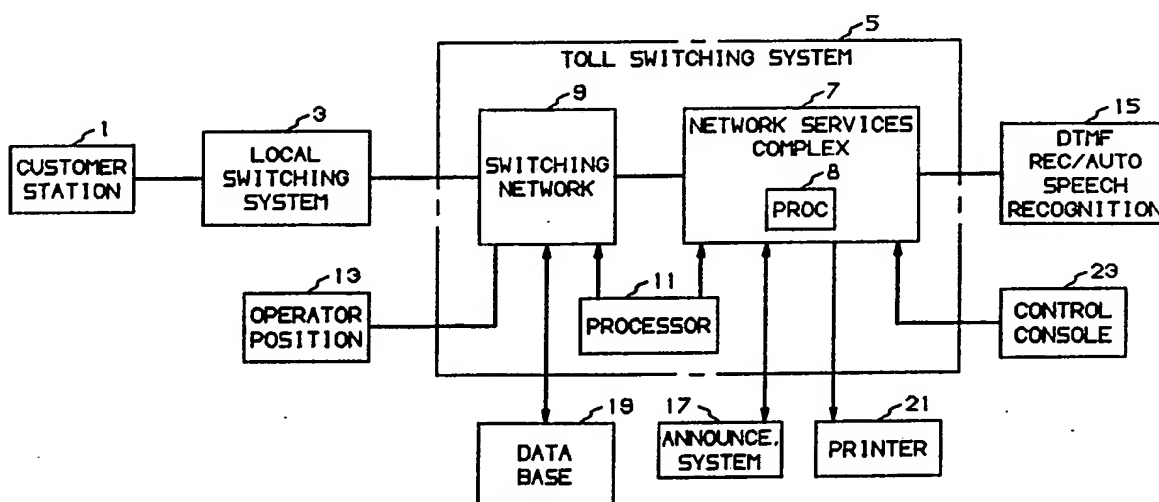 5
TOLL SWITCHING SYSTEM
1
CUSTOMER
STATION
3
LOCAL
SWITCHING
SYSTEM
9
SWITCHING
NETWORK
7
NETWORK SERVICES
COMPLEX
8
PROC
15
DTMF
REC/AUTO
SPEECH
RECOGNITION
13
OPERATOR
POSITION
11
PROCESSOR
23
CONTROL
CONSOLE
19
DATA
BASE
17
ANNOUNCE.
SYSTEM
21
PRINTER